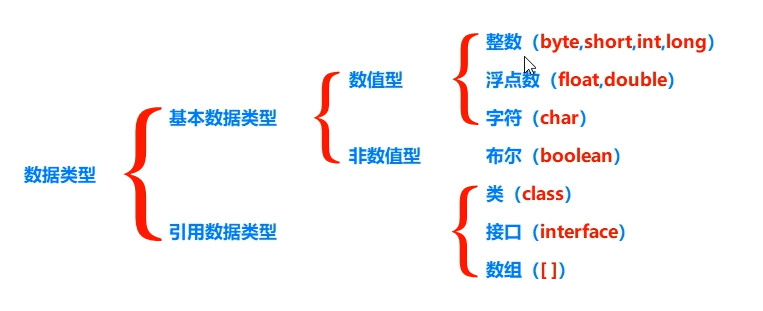 整数（byte,short,int,long）
数值型
浮点数（float,double）
基本数据类型
字符（char）
非数值型
布尔（boolean）
数据类型
类（class）
引用数据类型
接口（interface）
数组（[ ]）